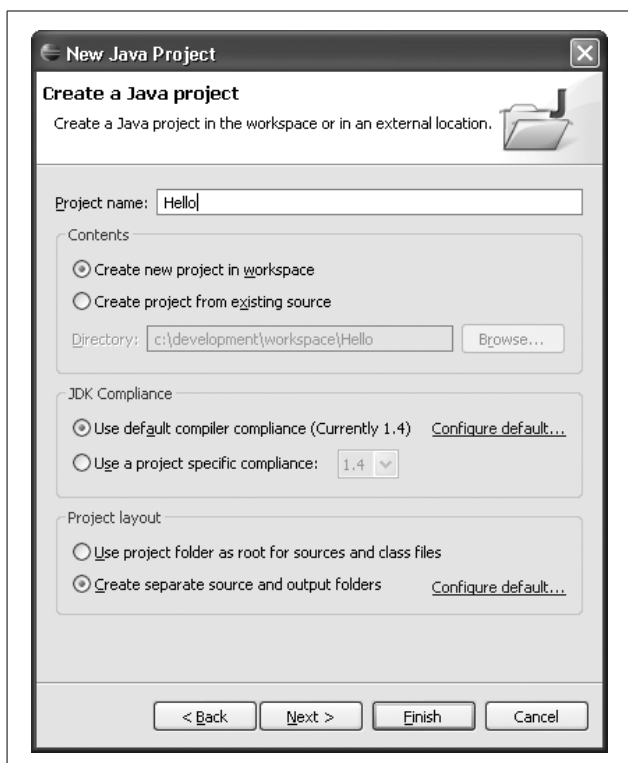 New Java Project
Create a Java project
Create a Java project in the workspace or in an external location.
Project name: Hello
Contents
Create new project in workspace
Create project from existing source
Directory: c:\development\workspace\Hello Browse...
JDK Compliance
Use default compiler compliance (Currently 1.4) Configure default...
Use a project specific compliance: 1.4
Project layout
Use project folder as root for sources and class files
Create separate source and output folders Configure default...
< Back Next > Finish Cancel